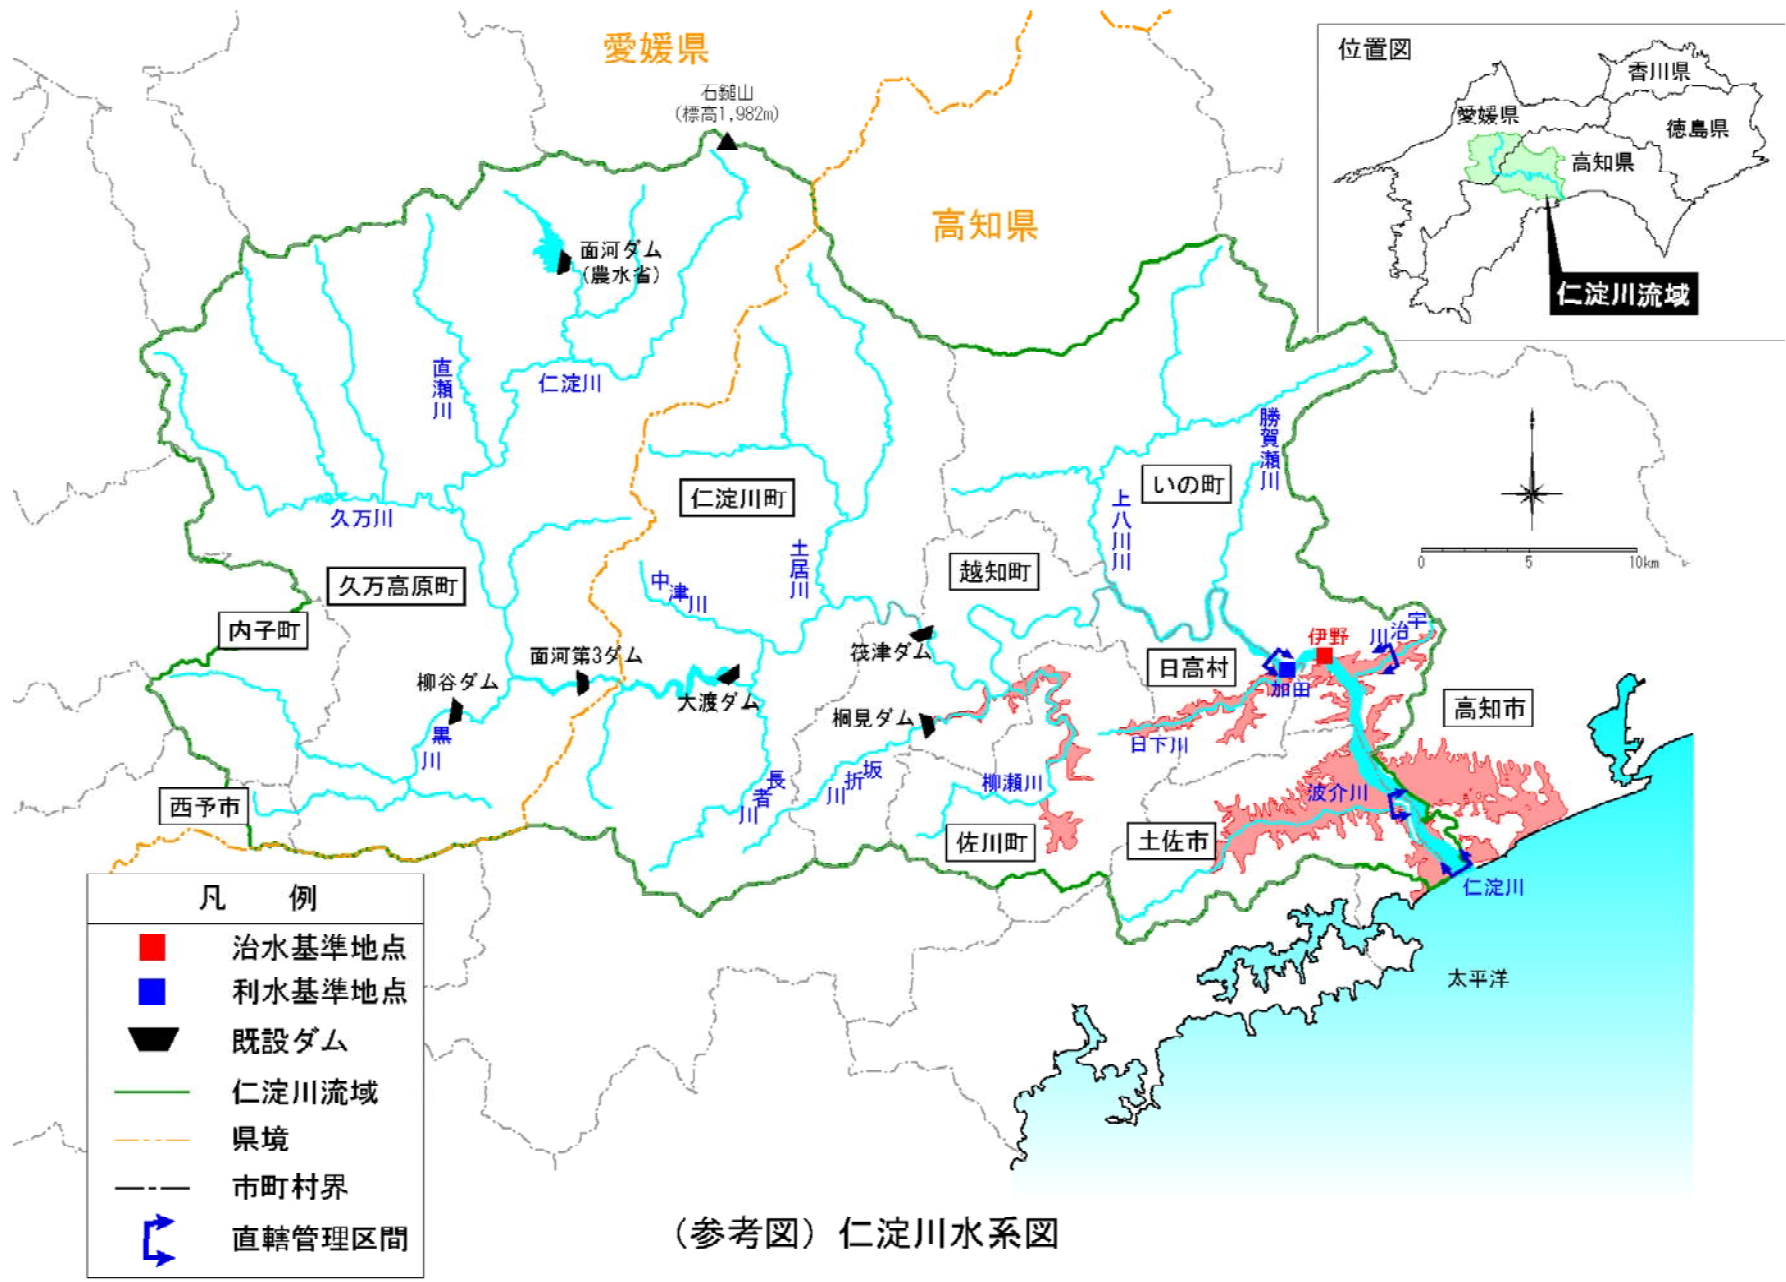 愛媛県
石鎚山
(標高1,982m)
高知県
位置図
香川県
愛媛県
徳島県
高知県
仁淀川流域
面河ダム
(農水省)
直瀬川
仁淀川
勝賀瀬川
仁淀川町
いの町
久万川
上八川川
土居川
越知町
久万高原町
中津川
0 5 10km
内子町
伊野
宇治川
筏津ダム
面河第3ダム
日高村
柳谷ダム
加田
大渡ダム
高知市
桐見ダム
黒川
日下川
長者川
坂折川
柳瀬川
波介川
西予市
佐川町
土佐市
仁淀川
太平洋
凡 例
治水基準地点
利水基準地点
既設ダム
仁淀川流域
県境
市町村界
直轄管理区間
(参考図) 仁淀川水系図